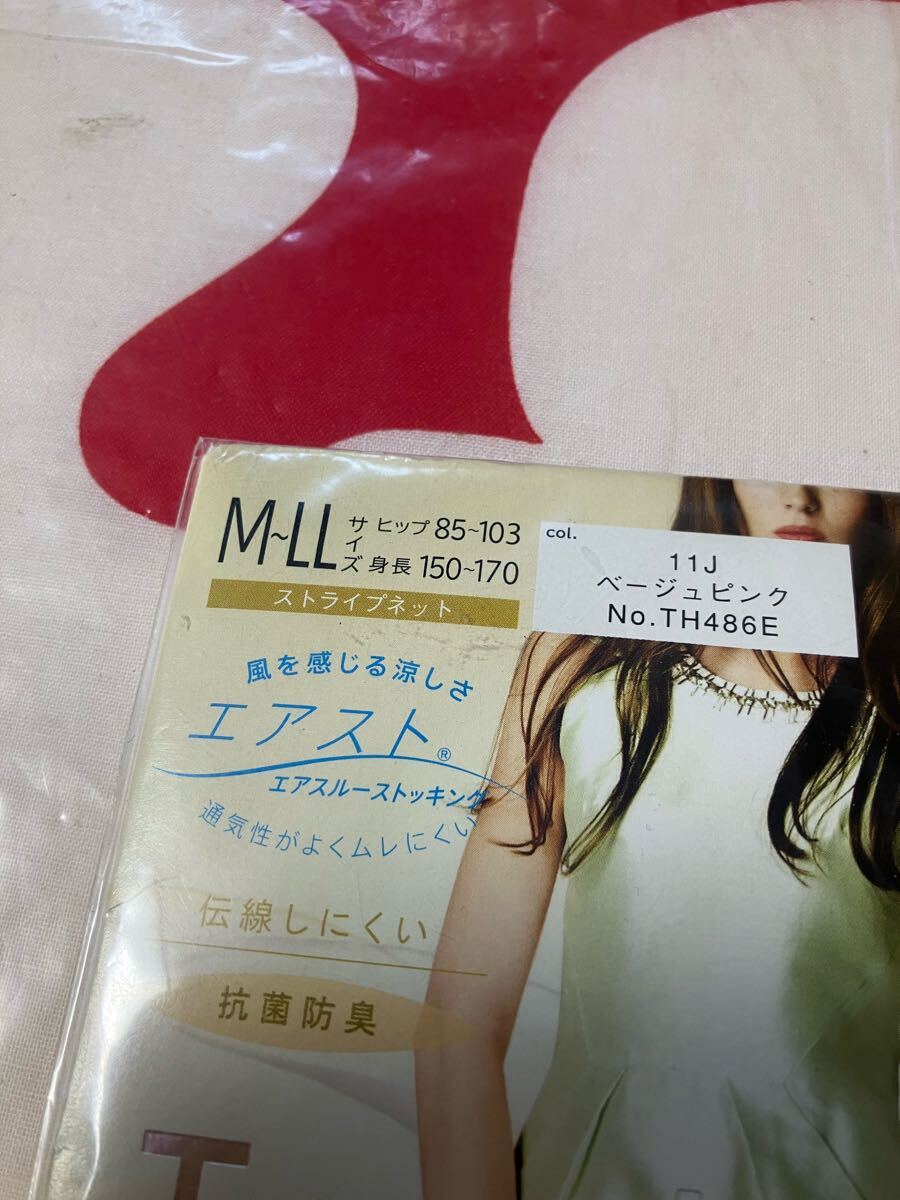 M~LL
サイズ
ヒップ 85~103
身長 150~170
ストライプネット
col.
11J
ベージュピンク
No.TH486E
風を感じる涼しさ
エアスト®
エアスルーストッキング
通気性がよくムレにくい
伝線しにくい
抗菌防臭
T